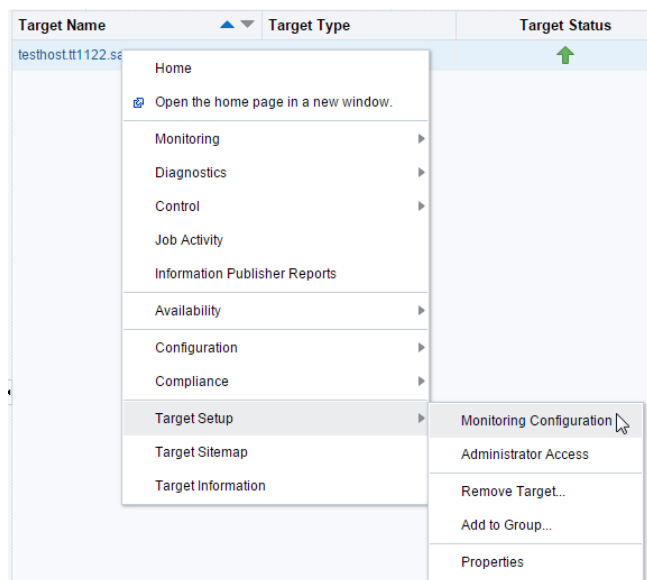 Target Name Target Type Target Status
testhost.tt1122.sa
Home
Open the home page in a new window.
Monitoring
Diagnostics
Control
Job Activity
Information Publisher Reports
Availability
Configuration
Compliance
Target Setup
Target Sitemap
Target Information
Monitoring Configuration
Administrator Access
Remove Target...
Add to Group...
Properties